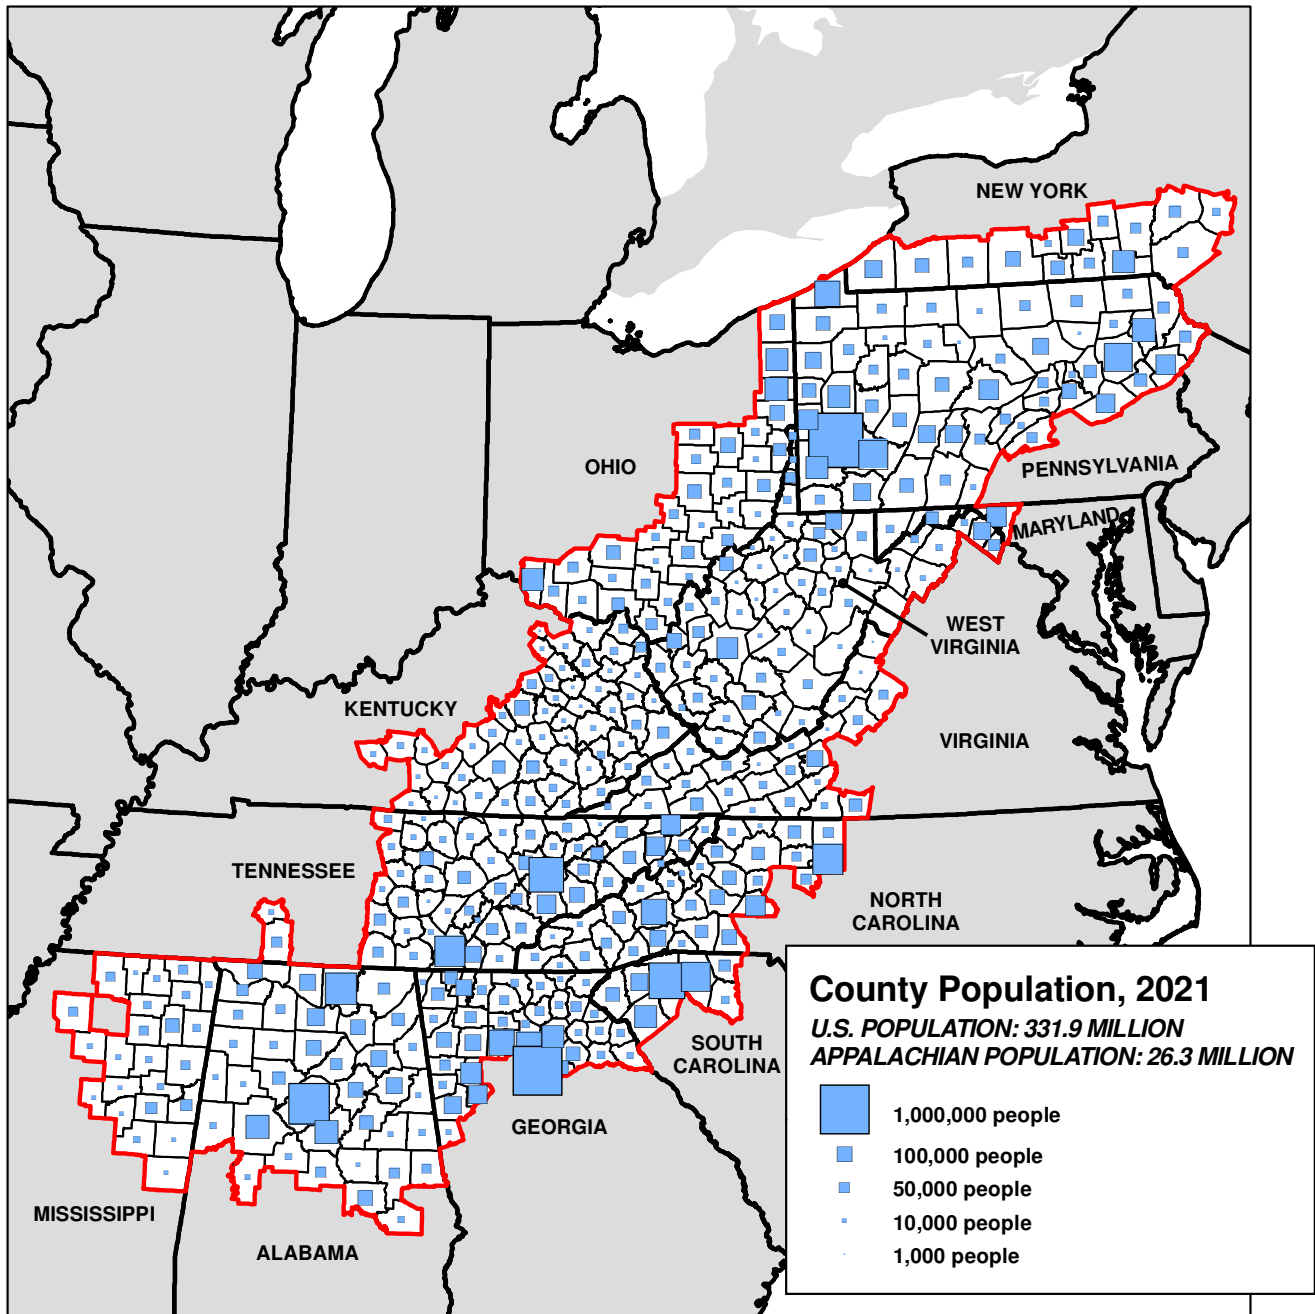 NEW YORK
OHIO
PENNSYLVANIA
MARYLAND
WEST
VIRGINIA
KENTUCKY
VIRGINIA
TENNESSEE
NORTH
CAROLINA
SOUTH
CAROLINA
GEORGIA
MISSISSIPPI
ALABAMA
County Population, 2021
U.S. POPULATION: 331.9 MILLION
APPALACHIAN POPULATION: 26.3 MILLION
1,000,000 people
100,000 people
50,000 people
10,000 people
1,000 people